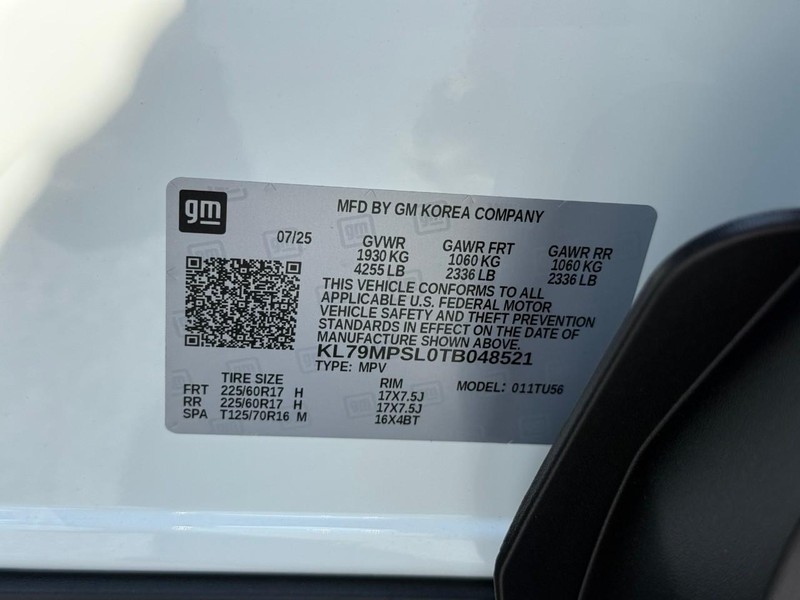 gm
MFD BY GM KOREA COMPANY
07/25 GVWR GAWR FRT GAWR RR
1930 KG 1060 KG 1060 KG
4255 LB 2336 LB 2336 LB
THIS VEHICLE CONFORMS TO ALL
APPLICABLE U.S. FEDERAL MOTOR
VEHICLE SAFETY AND THEFT PREVENTION
STANDARDS IN EFFECT ON THE DATE OF
MANUFACTURE SHOWN ABOVE.
KL79MPSL0TB048521
TYPE: MPV
TIRE SIZE RIM MODEL: 011TU56
FRT 225/60R17 H 17X7.5J
RR 225/60R17 H 17X7.5J
SPA T125/70R16 M 16X4BT